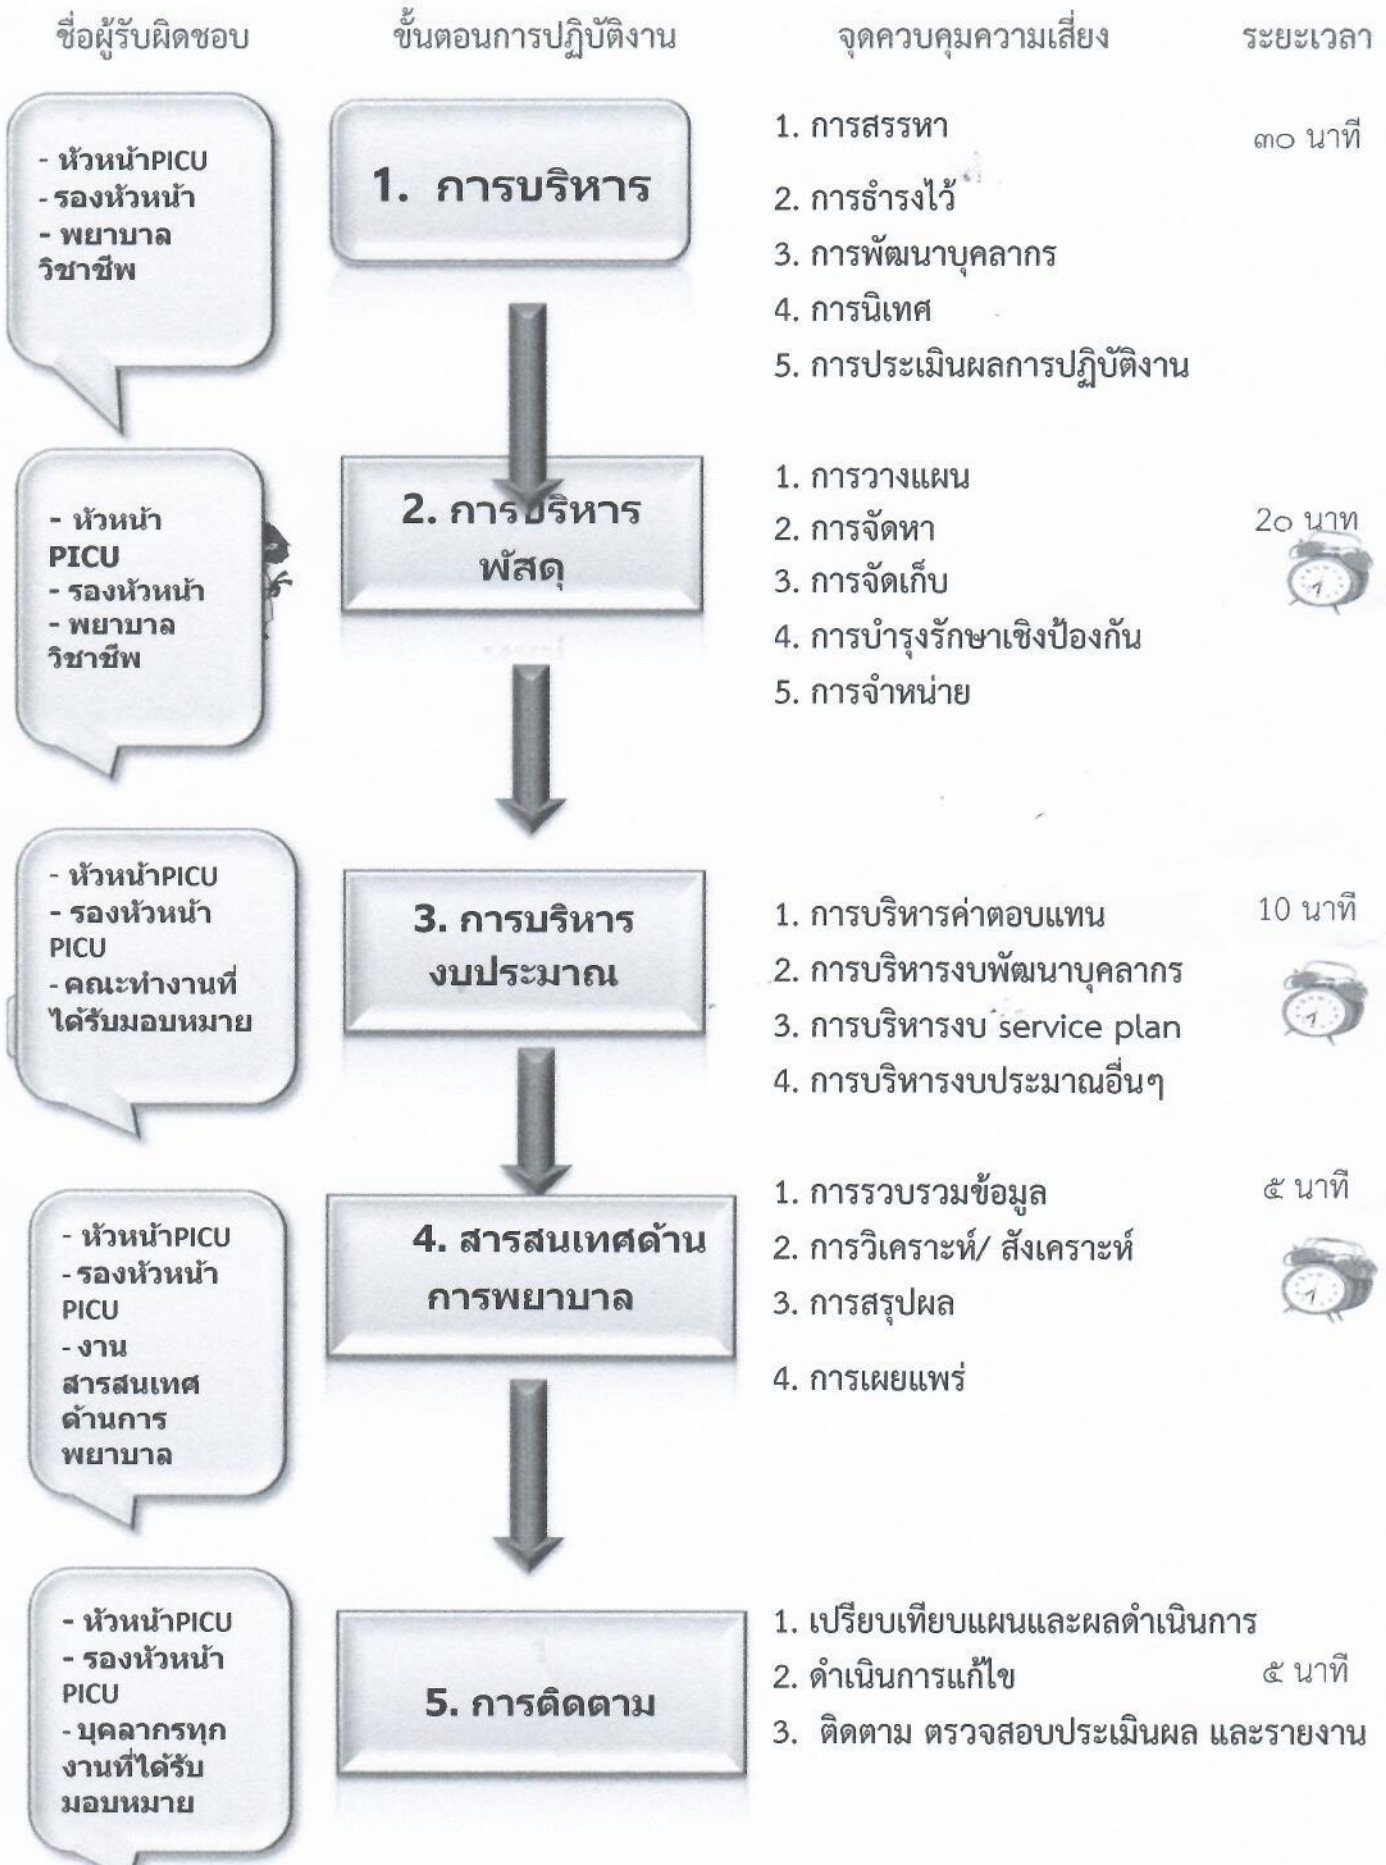 ชื่อผู้รับผิดชอบ ขั้นตอนการปฏิบัติงาน จุดควบคุมความเสี่ยง ระยะเวลา
- หัวหน้าPICU
- รองหัวหน้า
- พยาบาล
วิชาชีพ
1. การบริหาร
1. การสรรหา
2. การธำรงไว้
3. การพัฒนาบุคลากร
4. การนิเทศ
5. การประเมินผลการปฏิบัติงาน
๓๐ นาที
- หัวหน้า
PICU
- รองหัวหน้า
- พยาบาล
วิชาชีพ
2. การบริหาร
พัสดุ
1. การวางแผน
2. การจัดหา
3. การจัดเก็บ
4. การบำรุงรักษาเชิงป้องกัน
5. การจำหน่าย
2๐ นาท
- หัวหน้าPICU
- รองหัวหน้า
PICU
- คณะทำงานที่
ได้รับมอบหมาย
3. การบริหาร
งบประมาณ
1. การบริหารค่าตอบแทน
2. การบริหารงบพัฒนาบุคลากร
3. การบริหารงบ service plan
4. การบริหารงบประมาณอื่นๆ
10 นาที
- หัวหน้าPICU
- รองหัวหน้า
PICU
- งาน
สารสนเทศ
ด้านการ
พยาบาล
4. สารสนเทศด้าน
การพยาบาล
1. การรวบรวมข้อมูล
2. การวิเคราะห์/ สังเคราะห์
3. การสรุปผล
4. การเผยแพร่
๕ นาที
- หัวหน้าPICU
- รองหัวหน้า
PICU
- บุคลากรทุก
งานที่ได้รับ
มอบหมาย
5. การติดตาม
1. เปรียบเทียบแผนและผลดำเนินการ
2. ดำเนินการแก้ไข
3. ติดตาม ตรวจสอบประเมินผล และรายงาน
๕ นาที